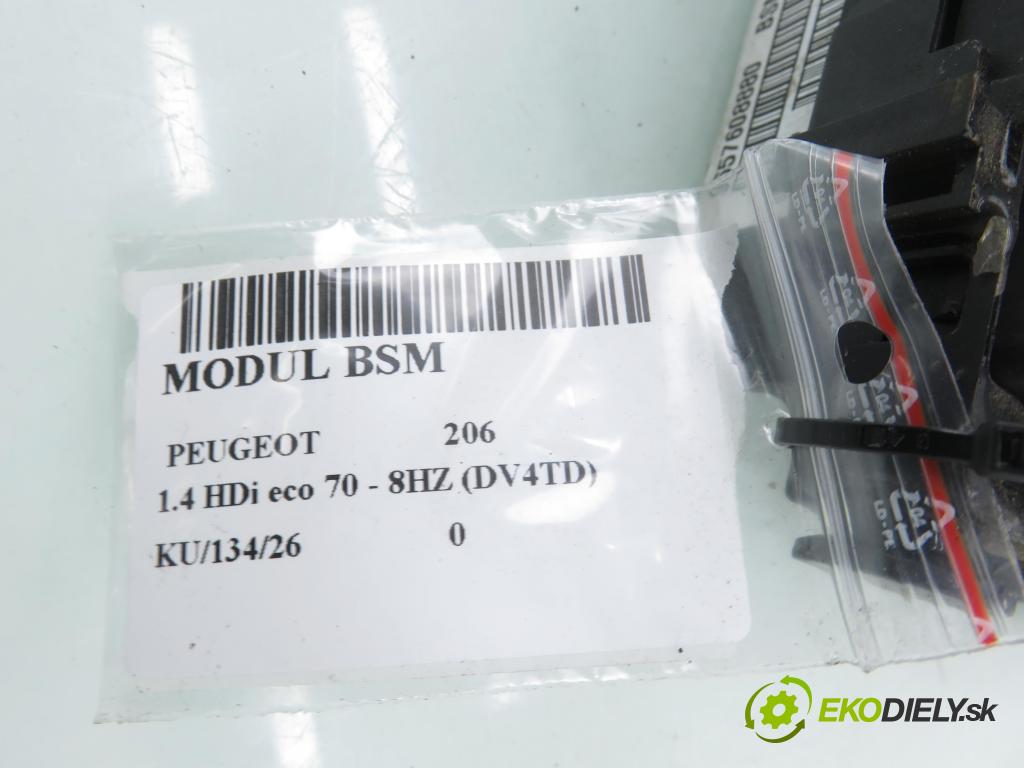 MODUL BSM
PEUGEOT 206
1.4 HDi eco 70 - 8HZ (DV4TD)
KU/134/26 0
EKODIELY.sk